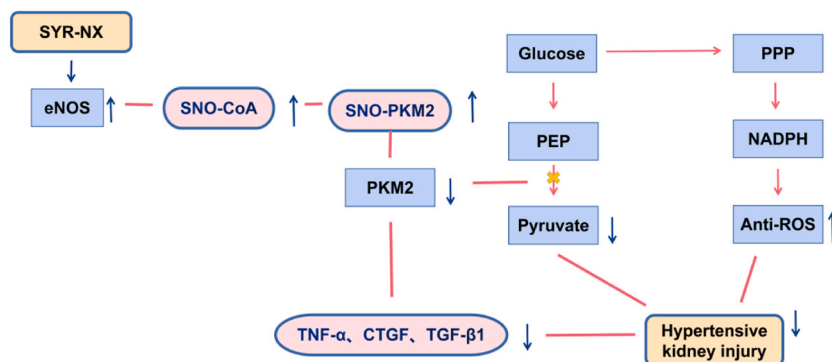 SYR-NX
Glucose
PPP
eNOS
SNO-CoA
SNO-PKM2
PEP
NADPH
PKM2
Pyruvate
Anti-ROS
TNF-α、CTGF、TGF-β1
Hypertensive
kidney injury